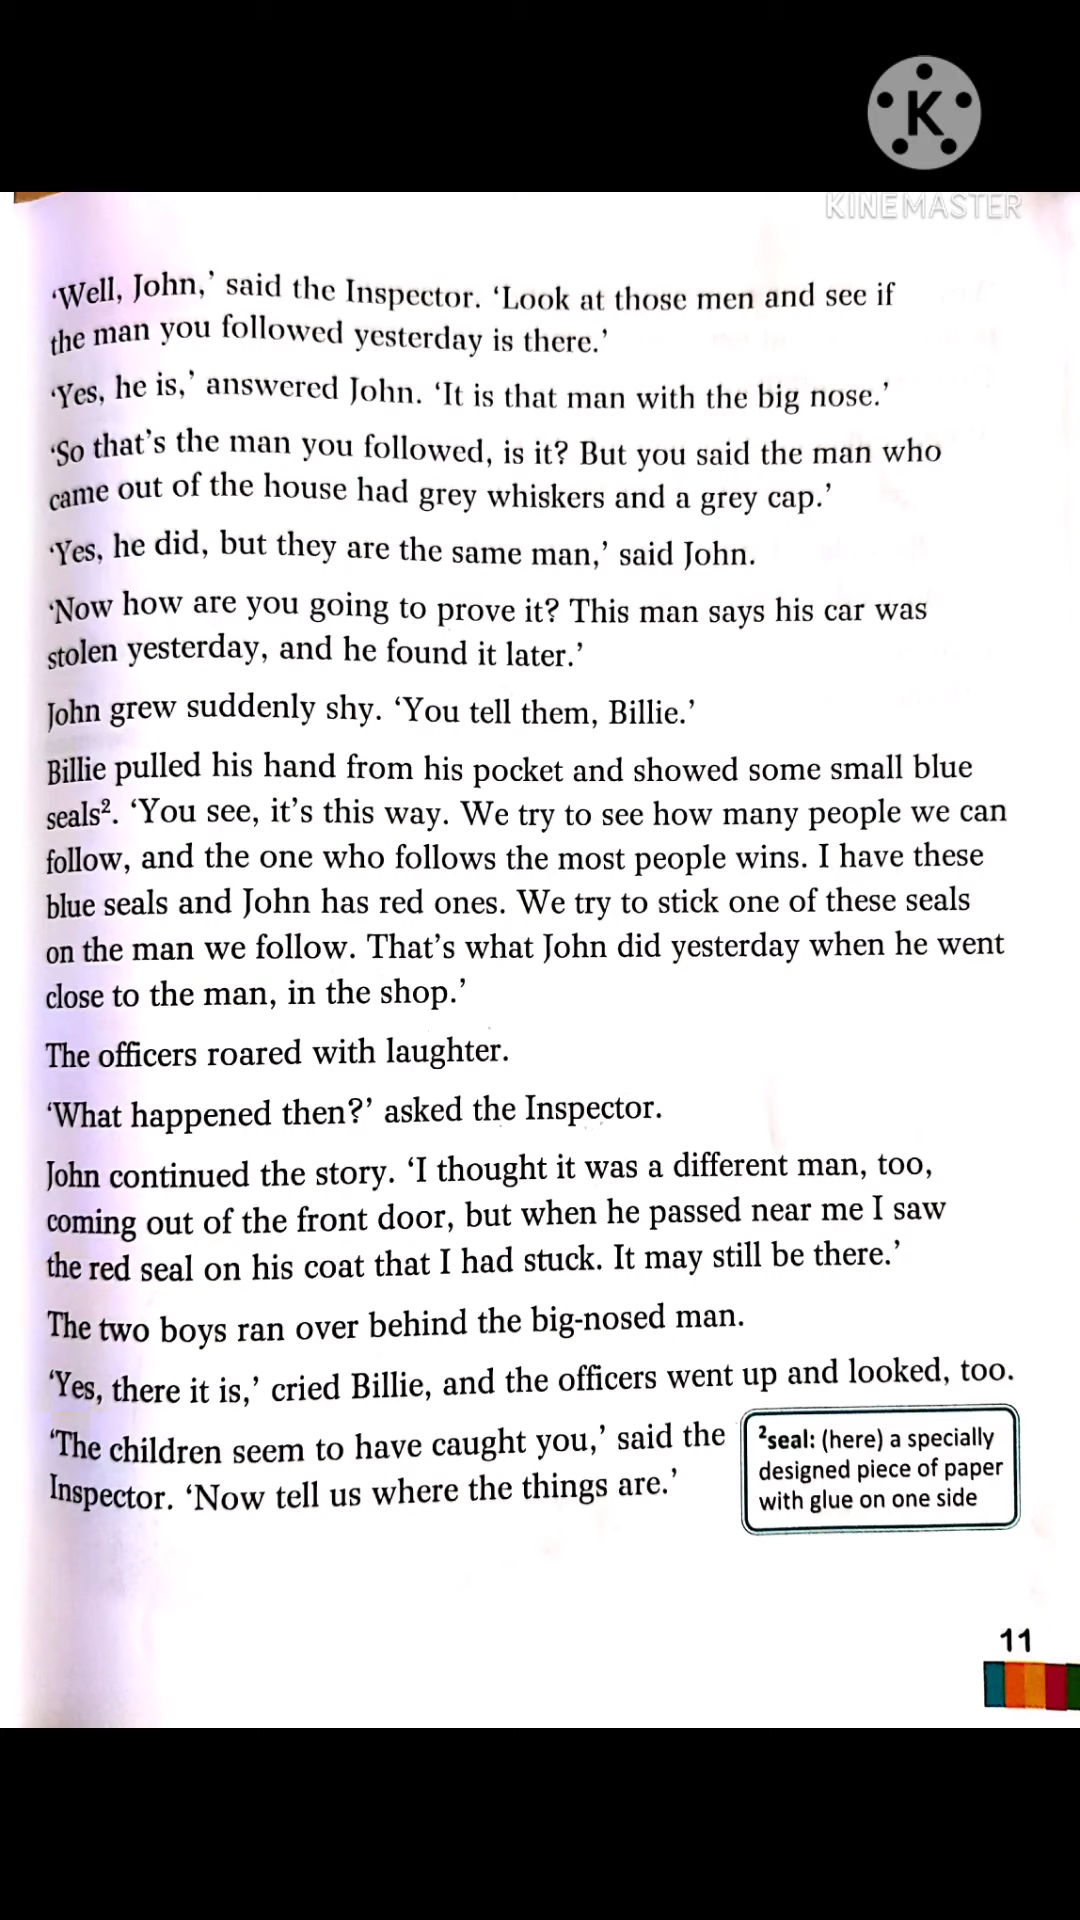 K
KINEMASTER
‘Well, John,’ said the Inspector. ‘Look at those men and see if
the man you followed yesterday is there.’
‘Yes, he is,’ answered John. ‘It is that man with the big nose.’
‘So that’s the man you followed, is it? But you said the man who
came out of the house had grey whiskers and a grey cap.’
‘Yes, he did, but they are the same man,’ said John.
‘Now how are you going to prove it? This man says his car was
stolen yesterday, and he found it later.’
John grew suddenly shy. ‘You tell them, Billie.’
Billie pulled his hand from his pocket and showed some small blue
seals². ‘You see, it’s this way. We try to see how many people we can
follow, and the one who follows the most people wins. I have these
blue seals and John has red ones. We try to stick one of these seals
on the man we follow. That’s what John did yesterday when he went
close to the man, in the shop.’
The officers roared with laughter.
‘What happened then?’ asked the Inspector.
John continued the story. ‘I thought it was a different man, too,
coming out of the front door, but when he passed near me I saw
the red seal on his coat that I had stuck. It may still be there.’
The two boys ran over behind the big-nosed man.
‘Yes, there it is,’ cried Billie, and the officers went up and looked, too.
‘The children seem to have caught you,’ said the
Inspector. ‘Now tell us where the things are.’
²seal: (here) a specially
designed piece of paper
with glue on one side
11